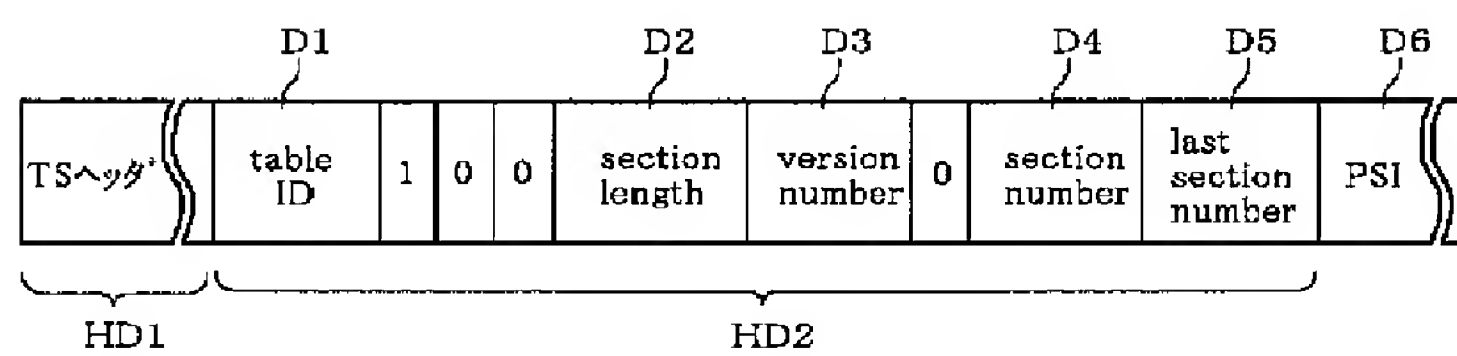 D1
D2
D3
D4
D5
D6
TSヘッダ
table
ID
1
0
0
section
length
version
number
0
section
number
last
section
number
PSI
HD1
HD2